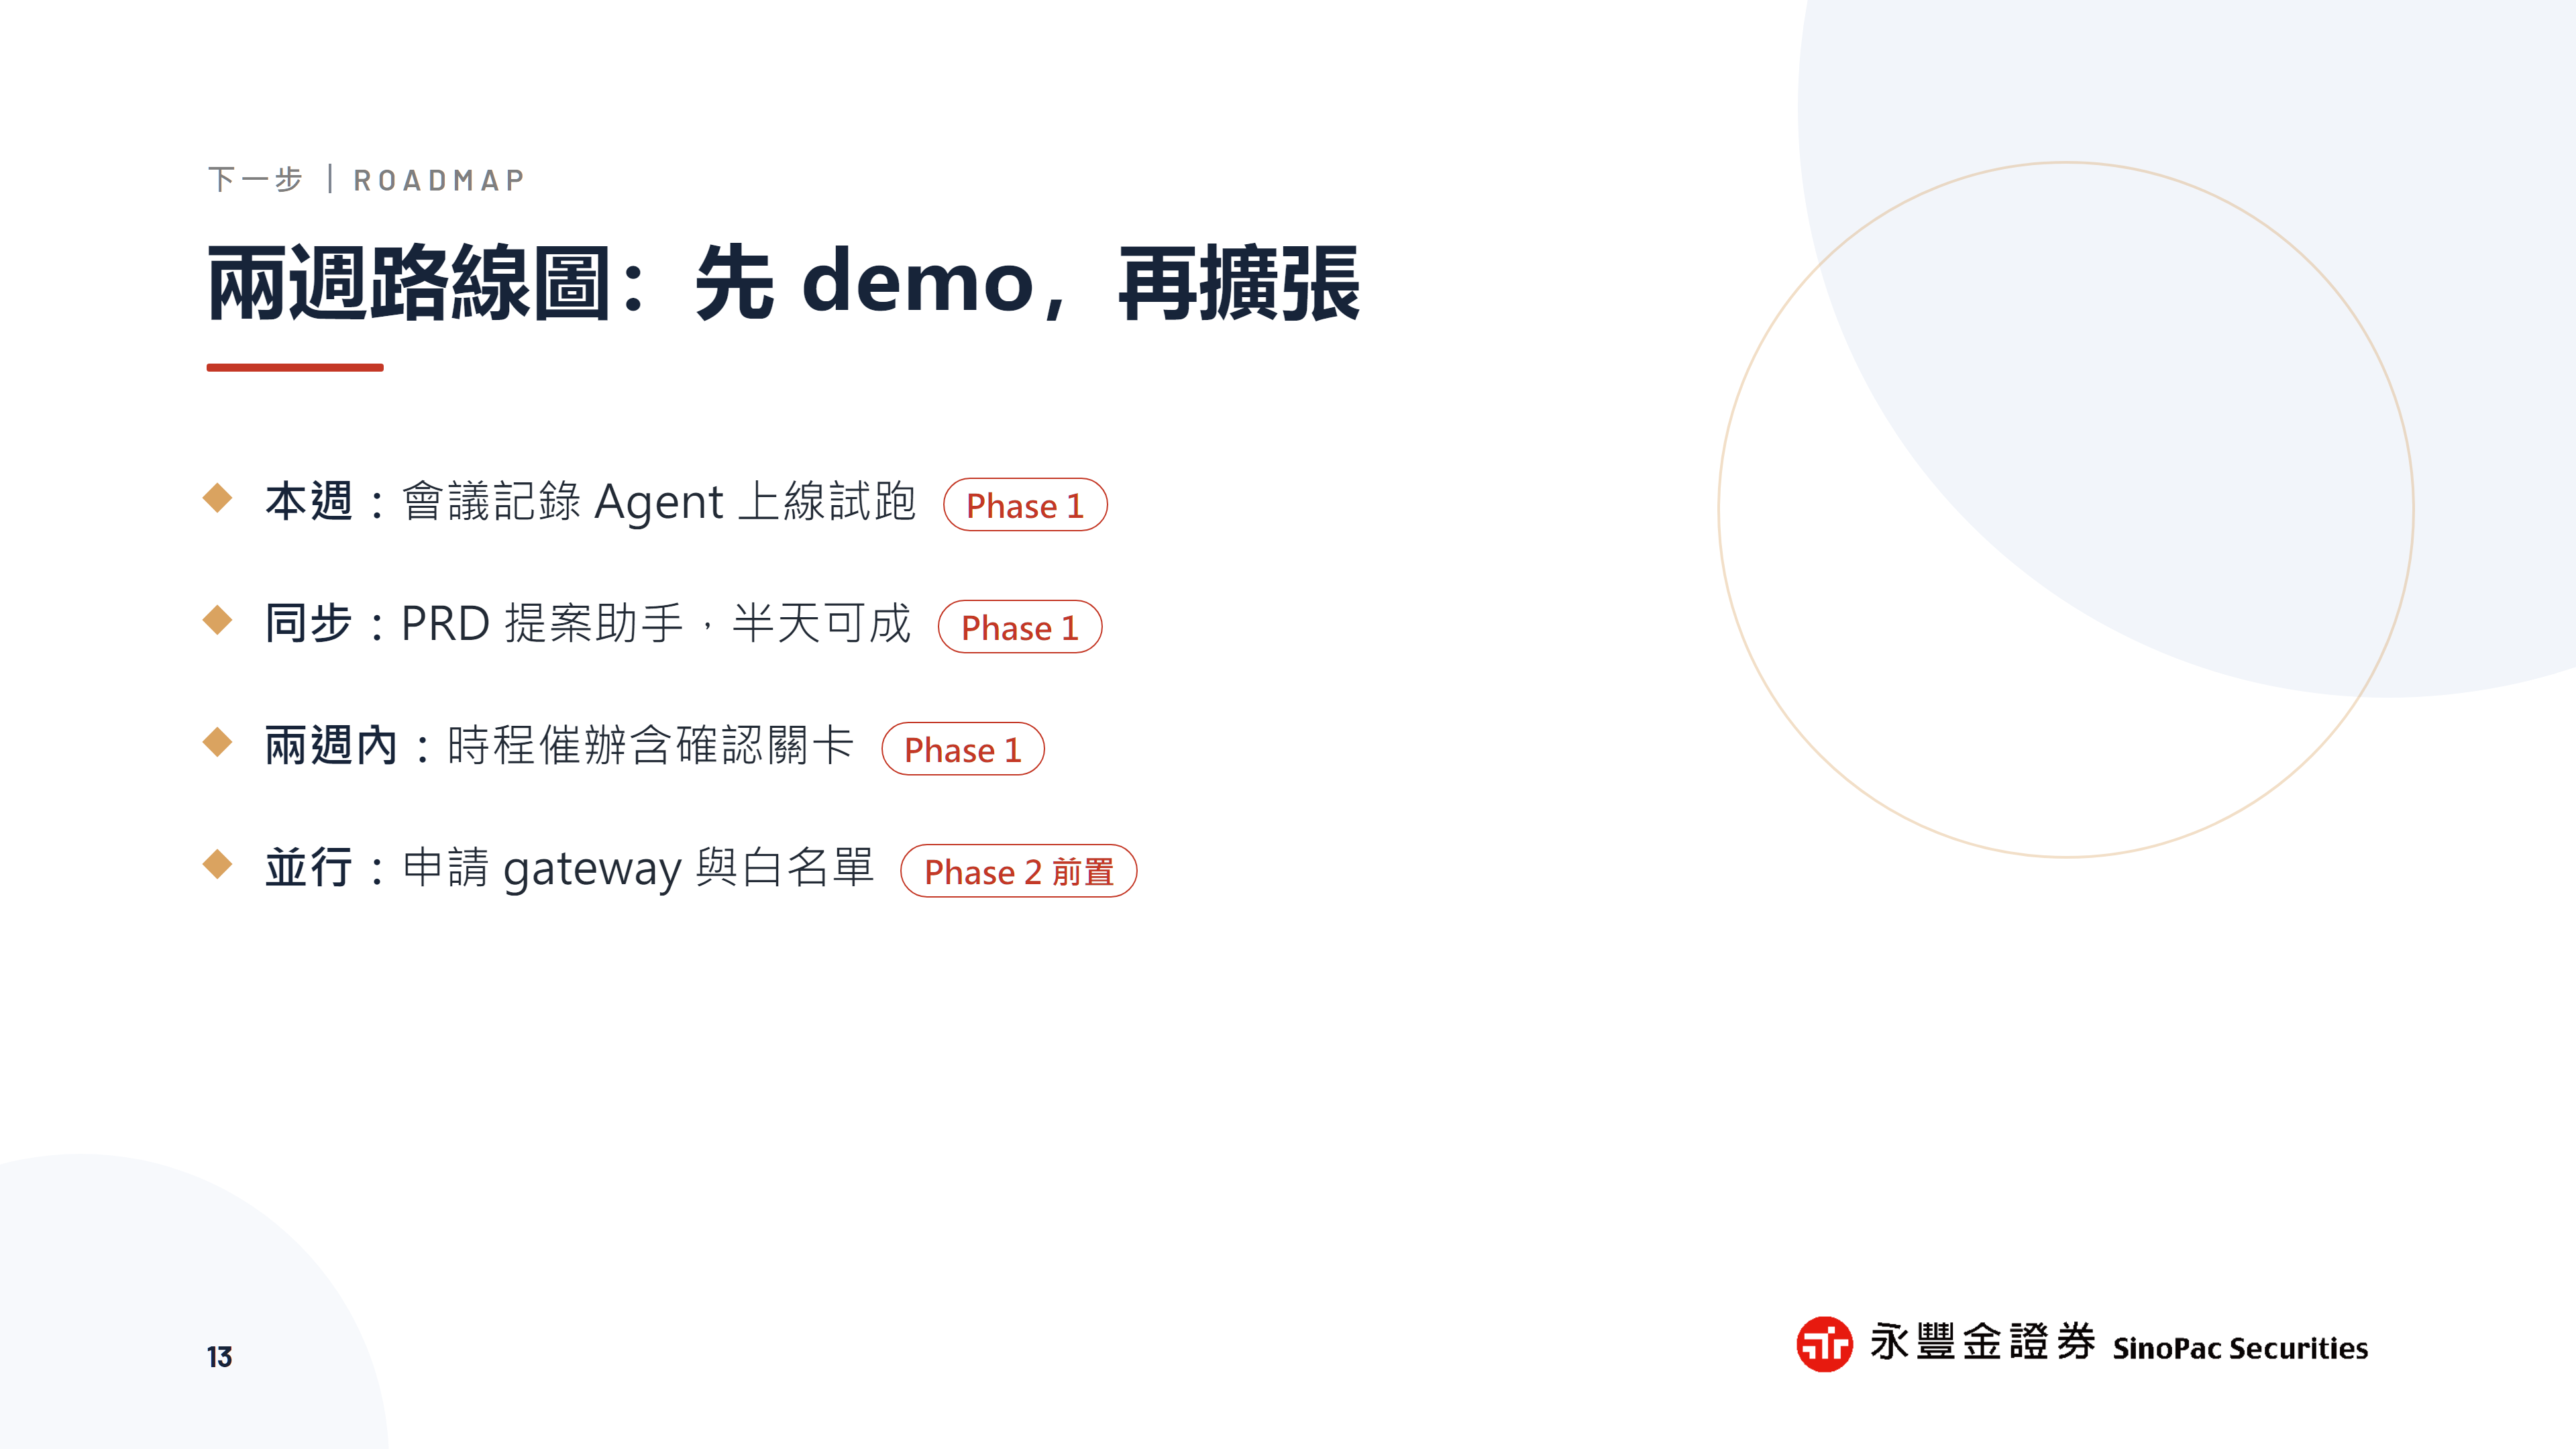 下一步 | ROADMAP
兩週路線圖：先 demo，再擴張
本週：會議記錄 Agent 上線試跑 Phase 1
同步：PRD 提案助手，半天可成 Phase 1
兩週內：時程催辦含確認關卡 Phase 1
並行：申請 gateway 與白名單 Phase 2 前置
13
永豐金證券 SinoPac Securities